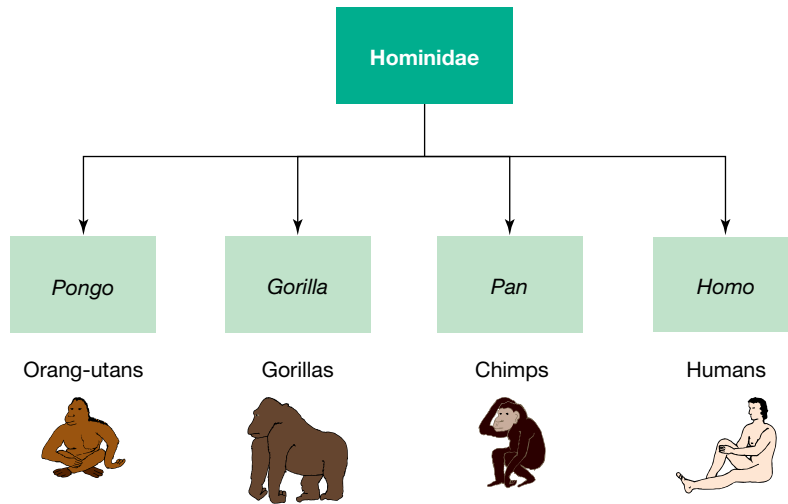 Hominidae
Pongo
Gorilla
Pan
Homo
Orang-utans
Gorillas
Chimps
Humans